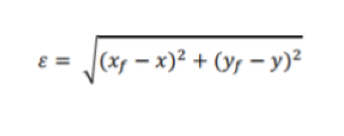 ε = √((x_f − x)² + (y_f − y)²)